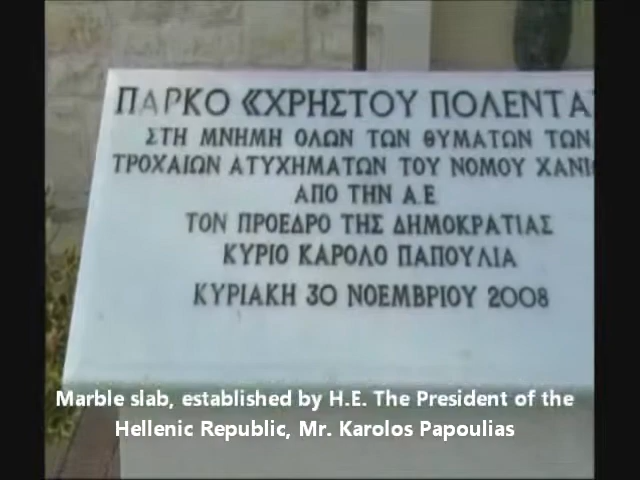 ΠΑΡΚΟ «ΧΡΗΣΤΟΥ ΠΟΛΕΝΤΑ
ΣΤΗ ΜΝΗΜΗ ΟΛΩΝ ΤΩΝ ΘΥΜΑΤΩΝ ΤΩΝ
ΤΡΟΧΑΙΩΝ ΑΤΥΧΗΜΑΤΩΝ ΤΟΥ ΝΟΜΟΥ
ΑΠΟ ΤΗΝ Α.Ε
ΤΟΝ ΠΡΟΕΔΡΟ ΤΗΣ ΔΗΜΟΚΡΑΤΙΑΣ
ΚΥΡΙΟ ΚΑΡΟΛΟ ΠΑΠΟΥΛΙΑ
ΚΥΡΙΑΚΗ 30 ΝΟΕΜΒΡΙΟΥ 2008
Marble slab, established by H.E. The President of the
Hellenic Republic, Mr. Karolos Papoulias